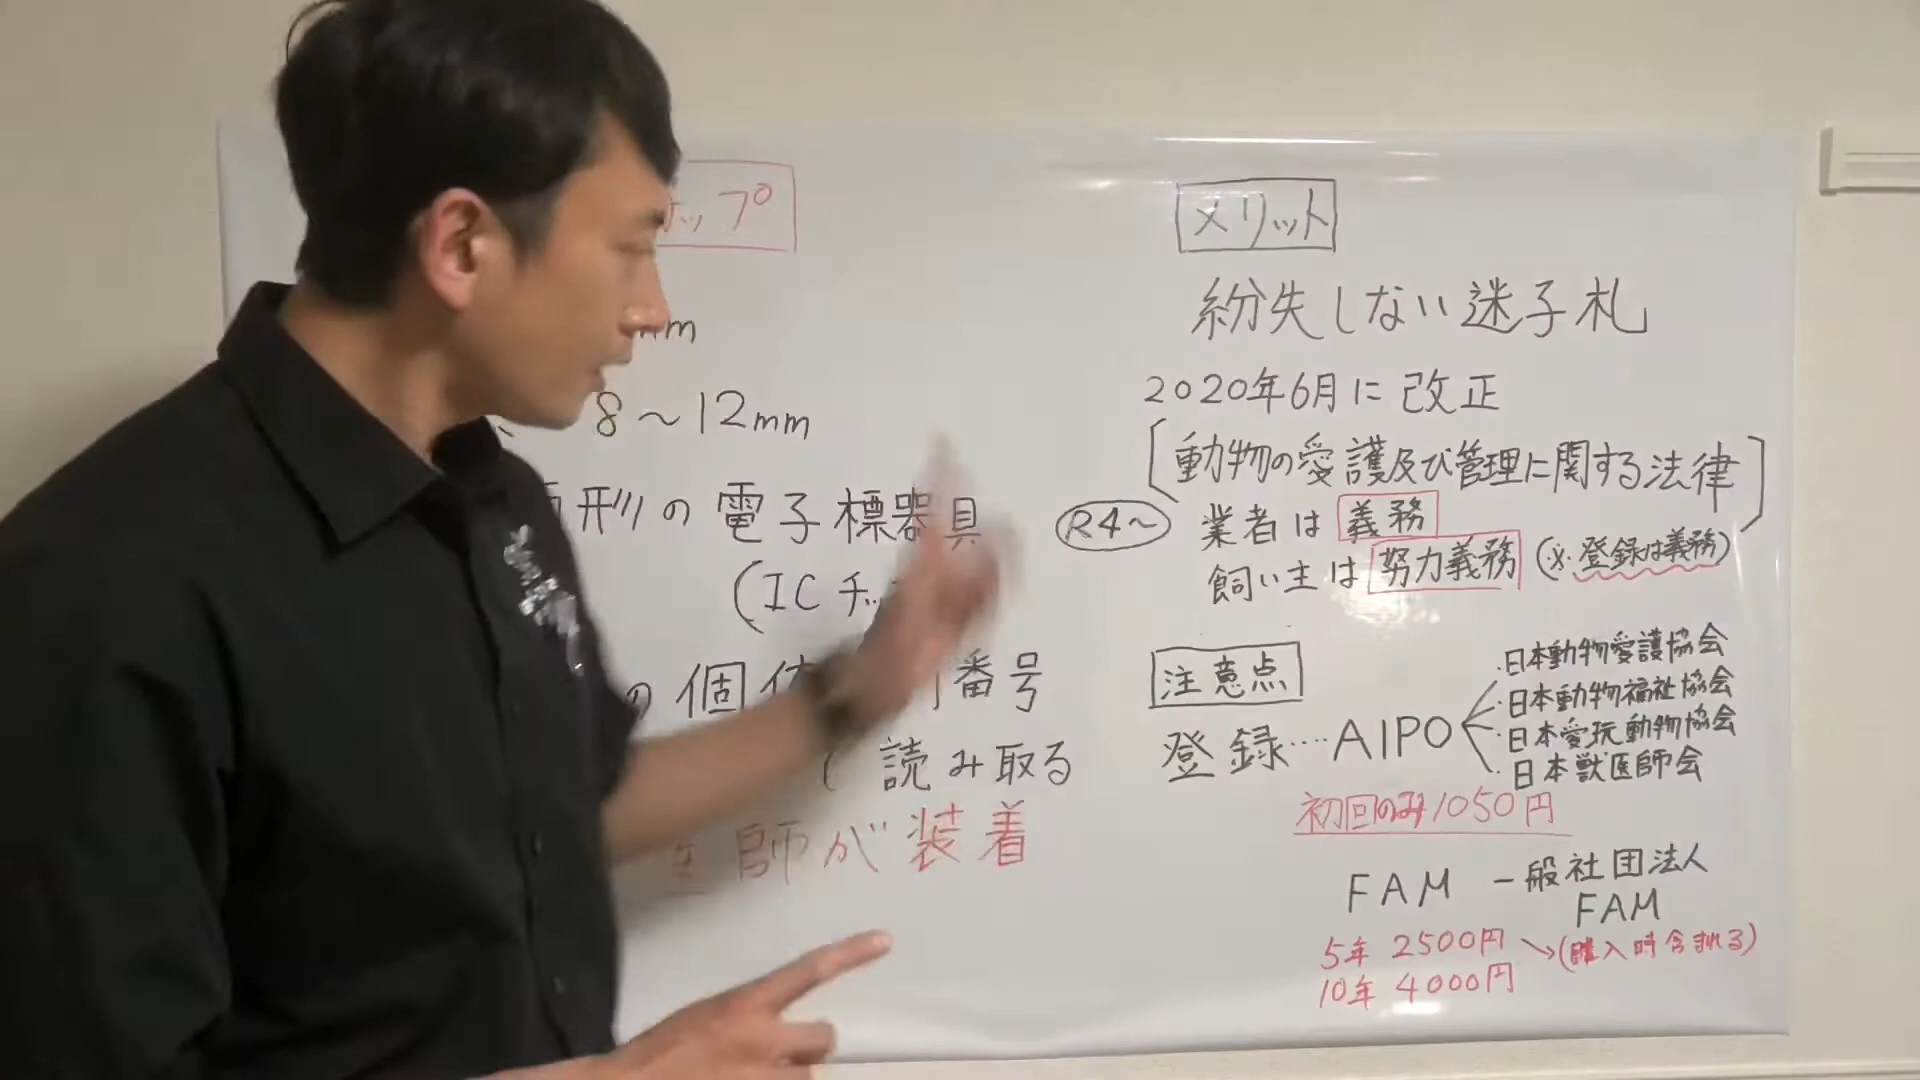 ップ
mm
8～12mm
形の電子標器具
(ICチ
の個体 番号
読み取る
師が装着
メリット
紛失しない迷子札
2020年6月に改正
[動物の愛護及び管理に関する法律]
R4～ 業者は義務
飼い主は努力義務 (※登録は義務)
注意点
登録‥‥AIPO
・日本動物愛護協会
・日本動物福祉協会
・日本愛玩動物協会
・日本獣医師会
初回のみ1050円
FAM 一般社団法人
FAM
5年 2500円 →(購入時含まれる)
10年 4000円